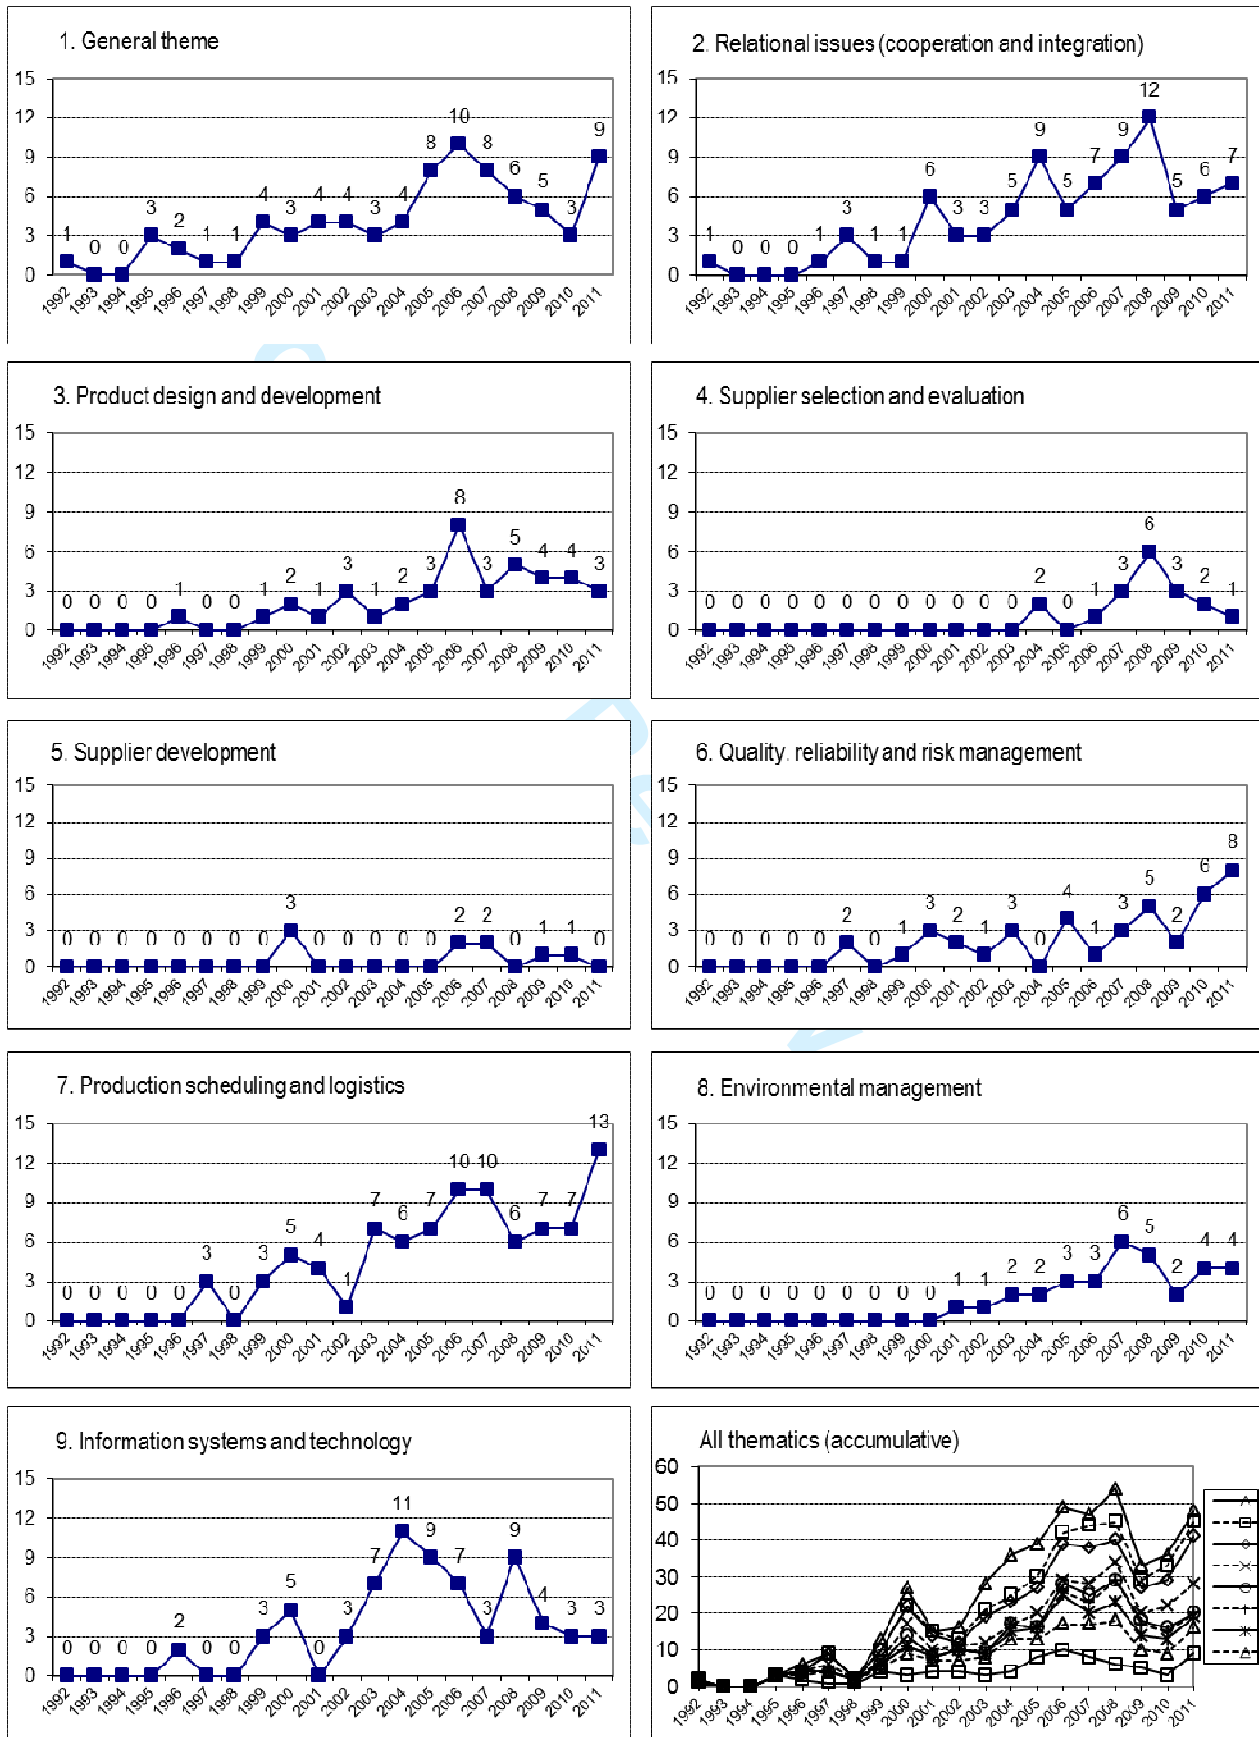 1. General theme
15
12
9
6
3
0
1 0 0 3 2 1 1 4 3 4 4 3 4 8 10 8 6 5 3 9
1992 1993 1994 1995 1996 1997 1998 1999 2000 2001 2002 2003 2004 2005 2006 2007 2008 2009 2010 2011
2. Relational issues (cooperation and integration)
15
12
9
6
3
0
1 0 0 0 1 3 1 1 6 3 3 5 9 5 7 9 12 5 6 7
1992 1993 1994 1995 1996 1997 1998 1999 2000 2001 2002 2003 2004 2005 2006 2007 2008 2009 2010 2011
3. Product design and development
15
12
9
6
3
0
0 0 0 0 1 0 0 1 2 1 3 1 2 3 8 3 5 4 4 3
1992 1993 1994 1995 1996 1997 1998 1999 2000 2001 2002 2003 2004 2005 2006 2007 2008 2009 2010 2011
4. Supplier selection and evaluation
15
12
9
6
3
0
0 0 0 0 0 0 0 0 0 0 0 0 2 0 1 3 6 3 2 1
1992 1993 1994 1995 1996 1997 1998 1999 2000 2001 2002 2003 2004 2005 2006 2007 2008 2009 2010 2011
5. Supplier development
15
12
9
6
3
0
0 0 0 0 0 0 0 0 3 0 0 0 0 0 2 2 0 1 1 0
1992 1993 1994 1995 1996 1997 1998 1999 2000 2001 2002 2003 2004 2005 2006 2007 2008 2009 2010 2011
6. Quality, reliability and risk management
15
12
9
6
3
0
0 0 0 0 0 2 0 1 3 2 1 3 0 4 1 3 5 2 6 8
1992 1993 1994 1995 1996 1997 1998 1999 2000 2001 2002 2003 2004 2005 2006 2007 2008 2009 2010 2011
7. Production scheduling and logistics
15
12
9
6
3
0
0 0 0 0 0 3 0 3 5 4 1 7 6 7 10 10 6 7 7 13
1992 1993 1994 1995 1996 1997 1998 1999 2000 2001 2002 2003 2004 2005 2006 2007 2008 2009 2010 2011
8. Environmental management
15
12
9
6
3
0
0 0 0 0 0 0 0 0 0 1 1 2 2 3 3 6 5 2 4 4
1992 1993 1994 1995 1996 1997 1998 1999 2000 2001 2002 2003 2004 2005 2006 2007 2008 2009 2010 2011
9. Information systems and technology
15
12
9
6
3
0
0 0 0 0 2 0 0 3 5 0 3 7 11 9 7 3 9 4 3 3
1992 1993 1994 1995 1996 1997 1998 1999 2000 2001 2002 2003 2004 2005 2006 2007 2008 2009 2010 2011
All thematics (accumulative)
60
50
40
30
20
10
0
1992 1993 1994 1995 1996 1997 1998 1999 2000 2001 2002 2003 2004 2005 2006 2007 2008 2009 2010 2011